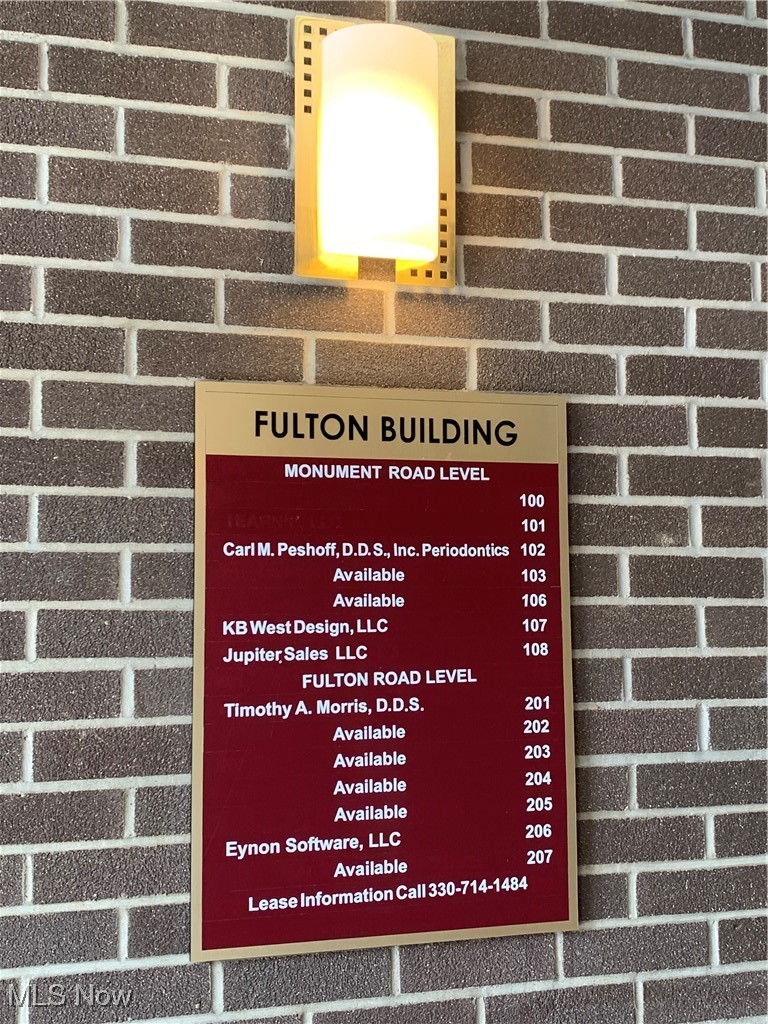 FULTON BUILDING
MONUMENT ROAD LEVEL
100
101
Carl M. Peshoff, D.D.S., Inc. Periodontics 102
Available 103
Available 106
KB West Design, LLC 107
Jupiter Sales LLC 108
FULTON ROAD LEVEL
Timothy A. Morris, D.D.S. 201
Available 202
Available 203
Available 204
Available 205
Eynon Software, LLC 206
Available 207
Lease Information Call 330-714-1484
MLS Now